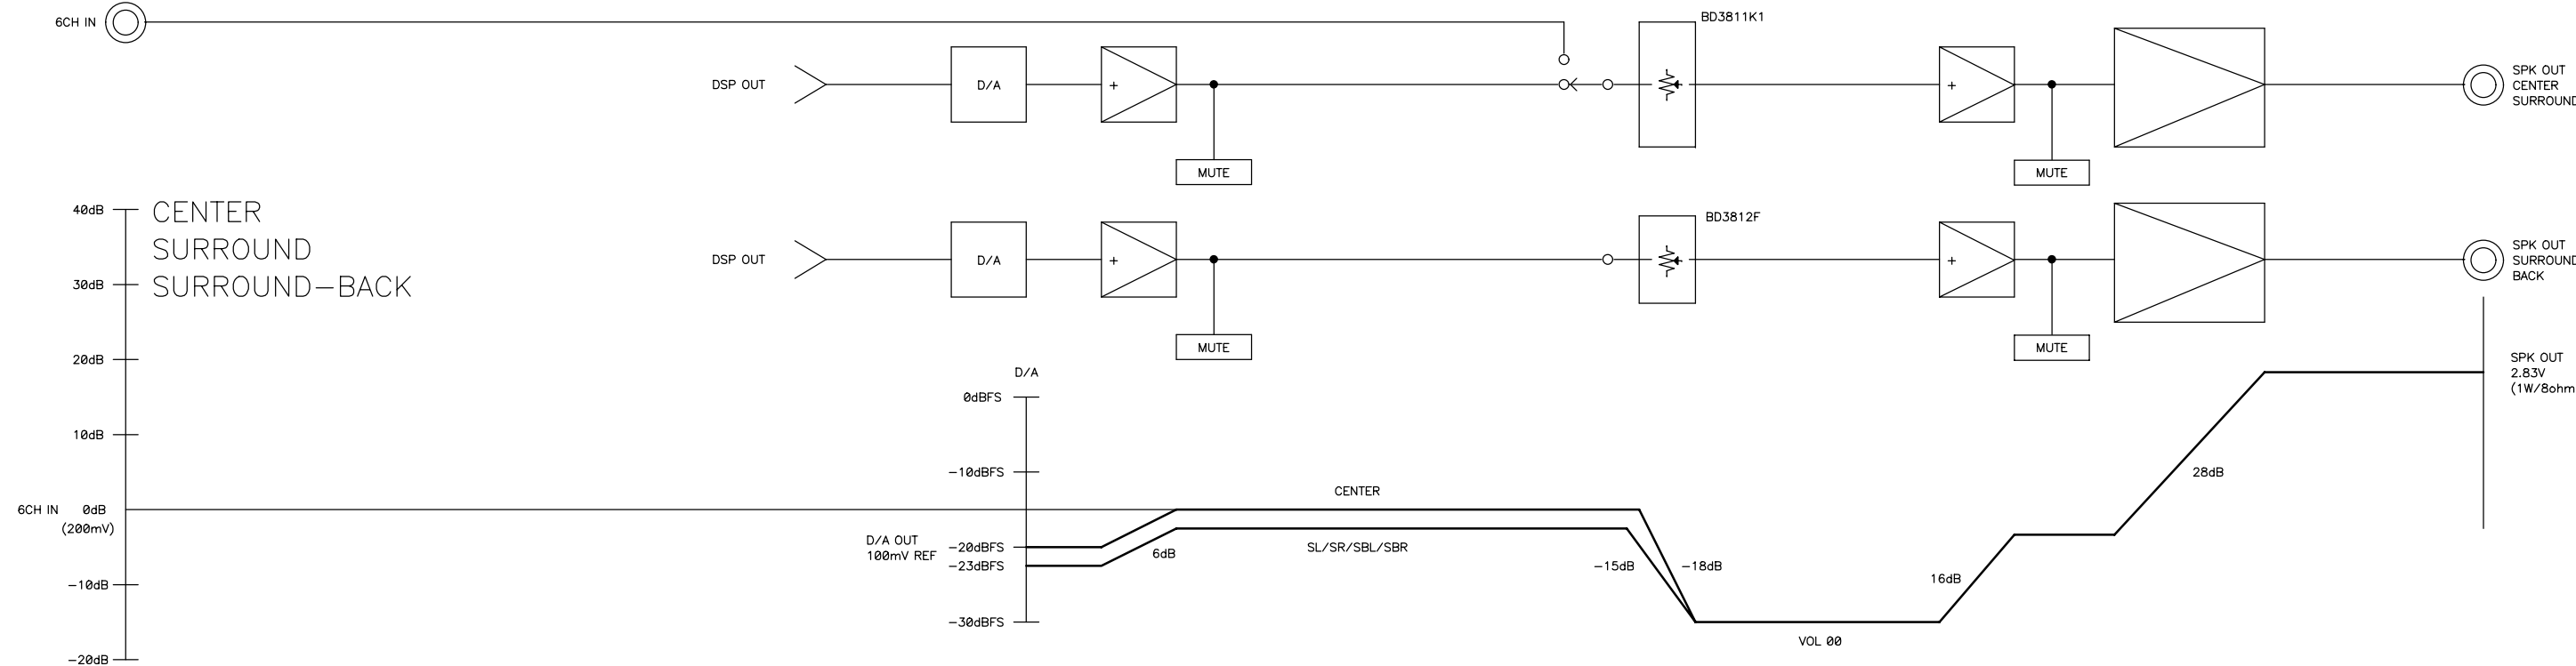 6CH IN
BD3811K1
DSP OUT
D/A
+
+
SPK OUT
CENTER
SURROUND
MUTE
MUTE
40dB
CENTER
SURROUND
SURROUND-BACK
BD3812F
DSP OUT
D/A
+
+
SPK OUT
SURROUND
BACK
30dB
MUTE
MUTE
20dB
D/A
SPK OUT
2.83V
(1W/8ohm
0dBFS
10dB
-10dBFS
28dB
CENTER
6CH IN 0dB
(200mV)
D/A OUT
100mV REF
-20dBFS
-23dBFS
6dB
SL/SR/SBL/SBR
-15dB
-18dB
16dB
-10dB
-30dBFS
VOL 00
-20dB